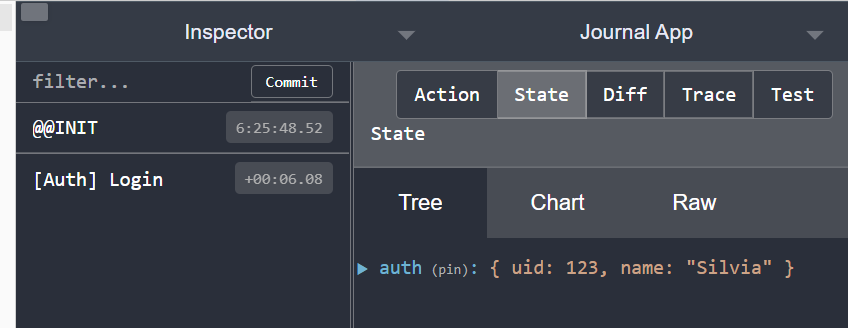 Inspector Journal App
filter... Commit
Action State Diff Trace Test
@@INIT 6:25:48.52
State
[Auth] Login +00:06.08
Tree Chart Raw
auth (pin): { uid: 123, name: "Silvia" }